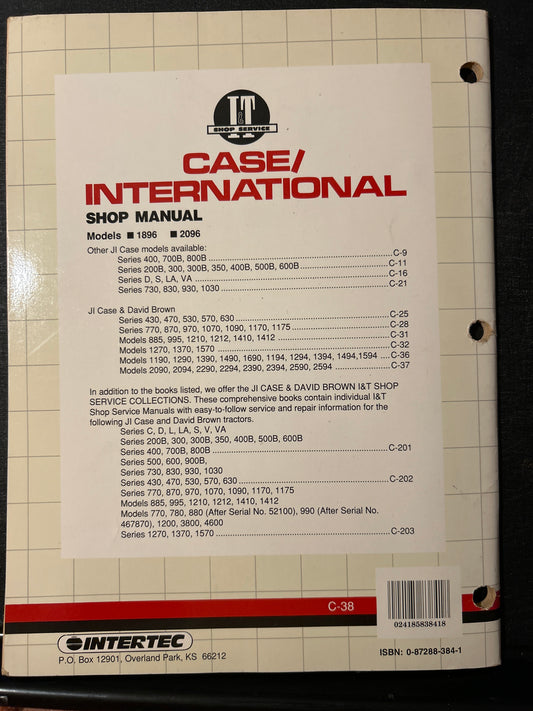 I&T
SHOP SERVICE
CASE/
INTERNATIONAL
SHOP MANUAL
Models ■ 1896 ■ 2096
Other JI Case models available:
Series 400, 700B, 800B ..... C-9
Series 200B, 300, 300B, 350, 400B, 500B, 600B ..... C-11
Series D, S, LA, VA ..... C-16
Series 730, 830, 930, 1030 ..... C-21
JI Case & David Brown
Series 430, 470, 530, 570, 630 ..... C-25
Series 770, 870, 970, 1070, 1090, 1170, 1175 ..... C-28
Models 885, 995, 1210, 1212, 1410, 1412 ..... C-31
Models 1270, 1370, 1570 ..... C-32
Models 1190, 1290, 1390, 1490, 1690, 1194, 1294, 1394, 1494,1594 .... C-36
Models 2090, 2094, 2290, 2294, 2390, 2394, 2590, 2594 ..... C-37
In addition to the books listed, we offer the JI CASE & DAVID BROWN I&T SHOP
SERVICE COLLECTIONS. These comprehensive books contain individual I&T
Shop Service Manuals with easy-to-follow service and repair information for the
following JI Case and David Brown tractors.
Series C, D, L, LA, S, V, VA
Series 200B, 300, 300B, 350, 400B, 500B, 600B
Series 400, 700B, 800B ..... C-201
Series 500, 600, 900B,
Series 730, 830, 930, 1030
Series 430, 470, 530, 570, 630 ..... C-202
Series 770, 870, 970, 1070, 1090, 1170, 1175
Models 885, 995, 1210, 1212, 1410, 1412
Models 770, 780, 880 (After Serial No. 52100), 990 (After Serial No.
467870), 1200, 3800, 4600
Series 1270, 1370, 1570 ..... C-203
C-38
024185838418
INTERTEC
P.O. Box 12901, Overland Park, KS 66212
ISBN: 0-87288-384-1